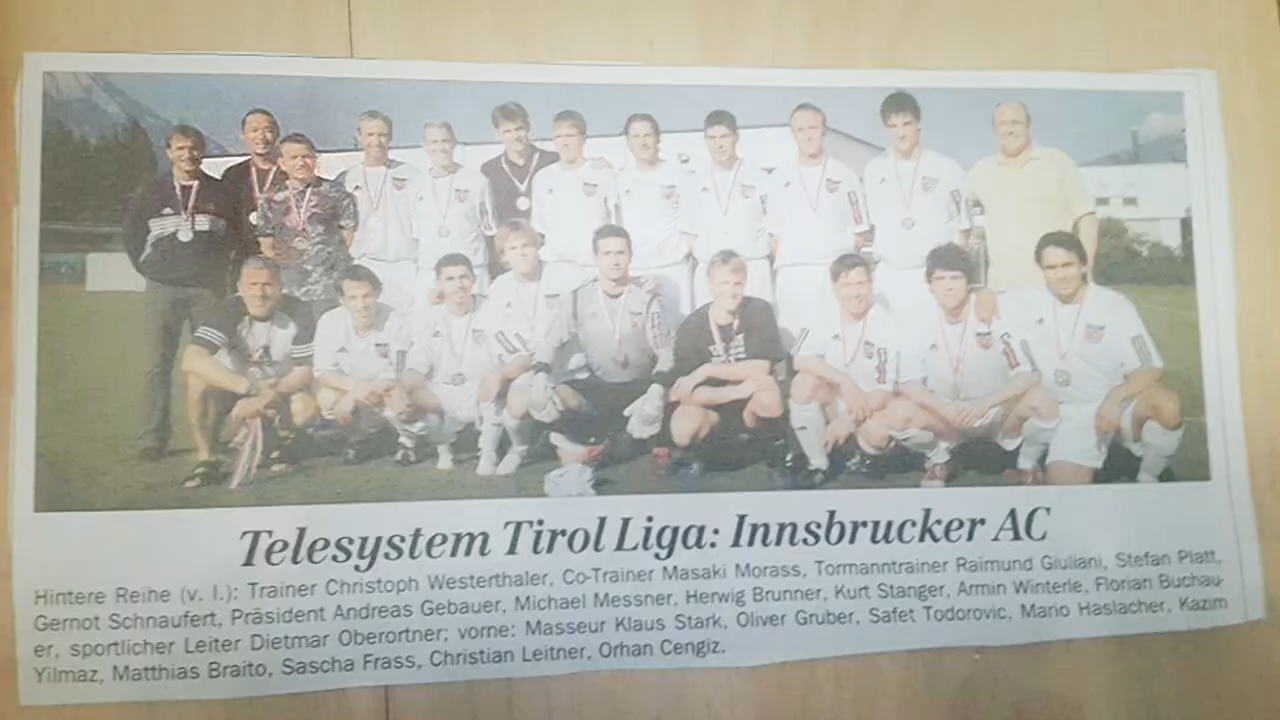 Telesystem Tirol Liga: Innsbrucker AC
Hintere Reihe (v. l.): Trainer Christoph Westerthaler, Co-Trainer Masaki Morass, Tormanntrainer Raimund Giuliani, Stefan Platt,
Gernot Schnaufert, Präsident Andreas Gebauer, Michael Messner, Herwig Brunner, Kurt Stanger, Armin Winterle, Florian Buchau-
er, sportlicher Leiter Dietmar Oberortner; vorne: Masseur Klaus Stark, Oliver Gruber, Safet Todorovic, Mario Haslacher, Kazim
Yilmaz, Matthias Braito, Sascha Frass, Christian Leitner, Orhan Cengiz.